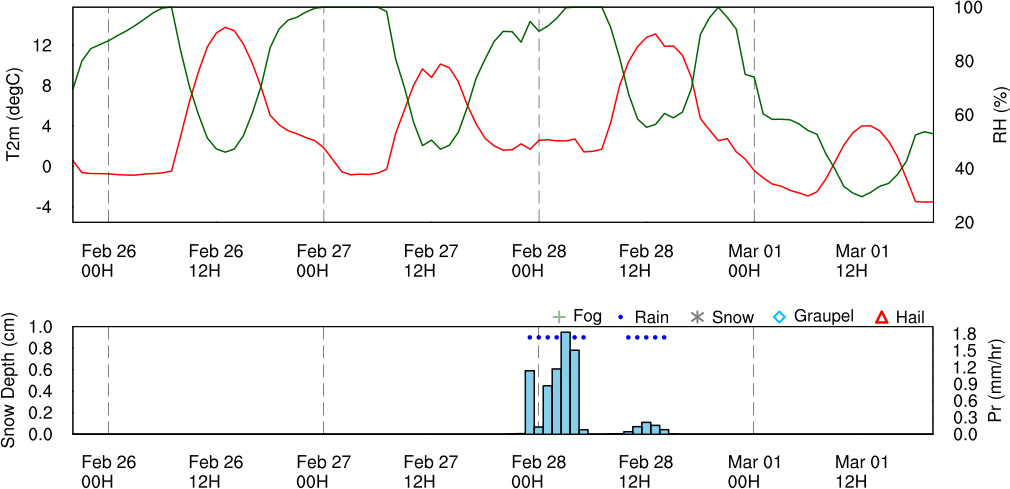 T2m (degC)
12
8
4
0
-4
100
80
60
40
20
RH (%)
Feb 26 Feb 26 Feb 27 Feb 27 Feb 28 Feb 28 Mar 01 Mar 01
00H 12H 00H 12H 00H 12H 00H 12H
Fog Rain Snow Graupel Hail
Snow Depth (cm)
1.0
0.8
0.6
0.4
0.2
0.0
1.8
1.5
1.2
0.9
0.6
0.3
0.0
Pr (mm/hr)
Feb 26 Feb 26 Feb 27 Feb 27 Feb 28 Feb 28 Mar 01 Mar 01
00H 12H 00H 12H 00H 12H 00H 12H